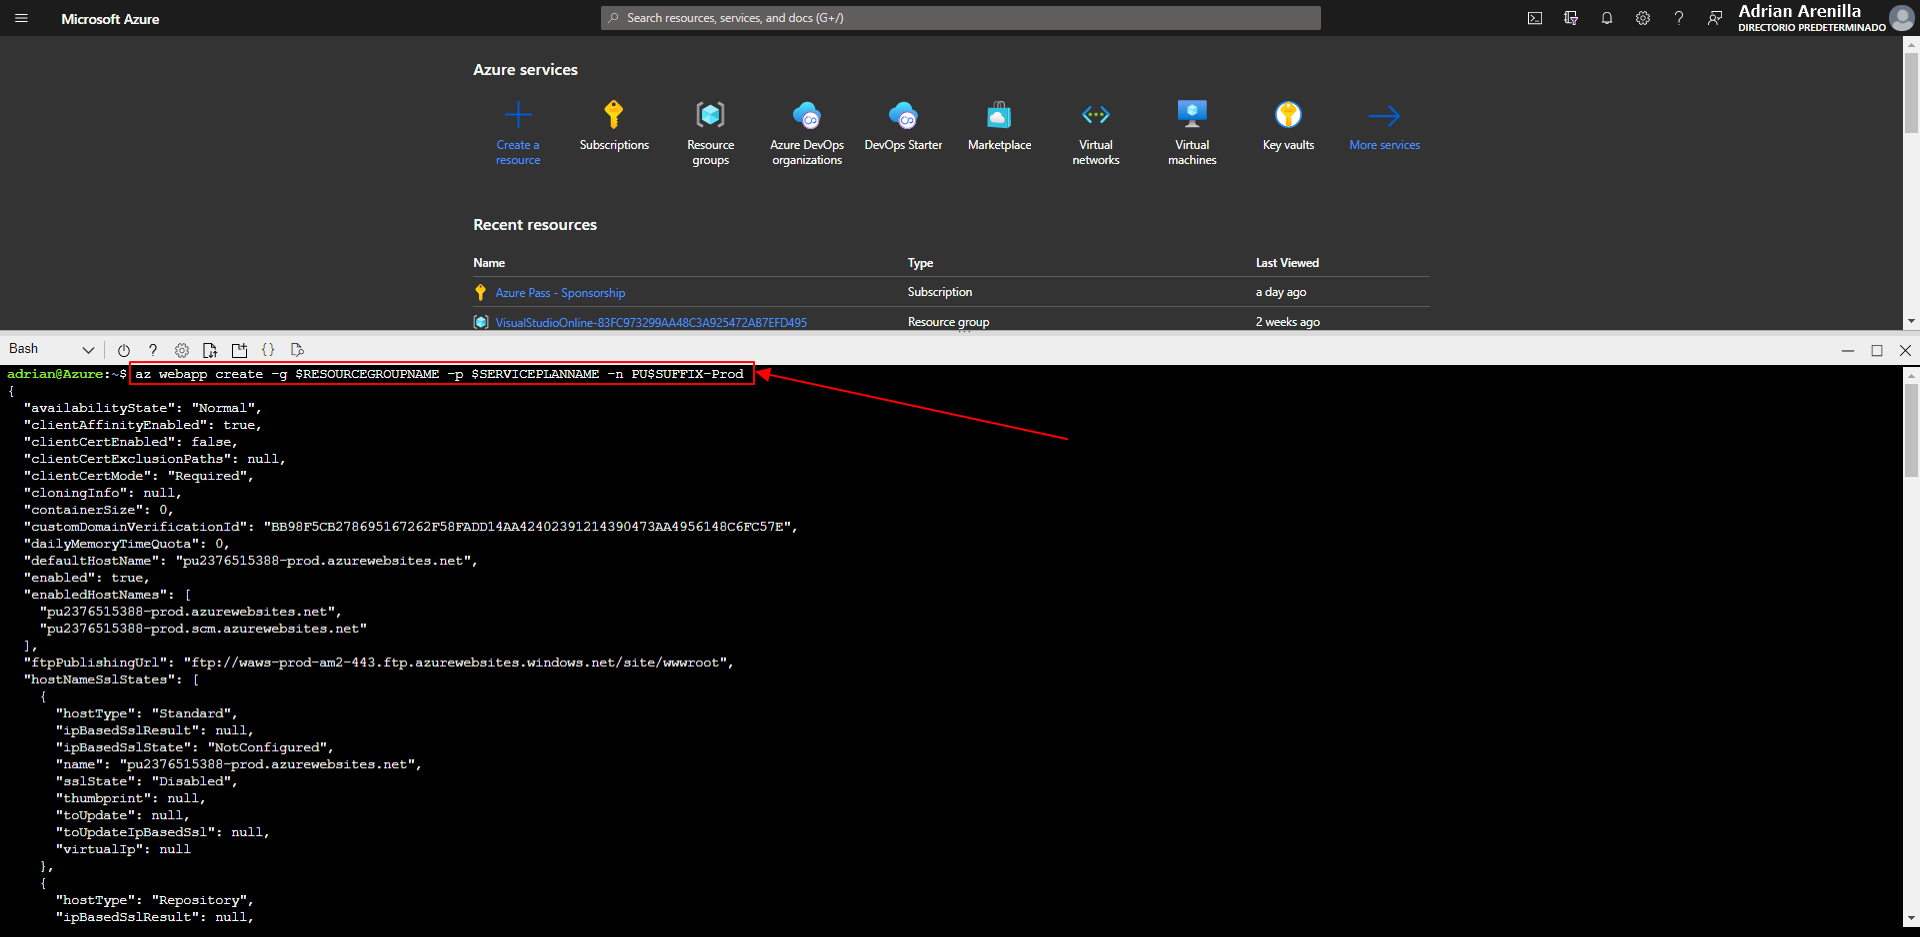 Microsoft Azure
Search resources, services, and docs (G+/)
Adrian Arenilla
DIRECTORIO PREDETERMINADO
Azure services
Create a resource
Subscriptions
Resource groups
Azure DevOps organizations
DevOps Starter
Marketplace
Virtual networks
Virtual machines
Key vaults
More services
Recent resources
Name Type Last Viewed
Azure Pass - Sponsorship Subscription a day ago
VisualStudioOnline-83FC973299AA48C3A925472AB7EFD495 Resource group 2 weeks ago
Bash
adrian@Azure:~$ az webapp create -g $RESOURCEGROUPNAME -p $SERVICEPLANNAME -n PU$SUFFIX-Prod
{
"availabilityState": "Normal",
"clientAffinityEnabled": true,
"clientCertEnabled": false,
"clientCertExclusionPaths": null,
"clientCertMode": "Required",
"cloningInfo": null,
"containerSize": 0,
"customDomainVerificationId": "BB98F5CB278695167262F58FADD14AA42402391214390473AA4956148C6FC57E",
"dailyMemoryTimeQuota": 0,
"defaultHostName": "pu2376515388-prod.azurewebsites.net",
"enabled": true,
"enabledHostNames": [
"pu2376515388-prod.azurewebsites.net",
"pu2376515388-prod.scm.azurewebsites.net"
],
"ftpPublishingUrl": "ftp://waws-prod-am2-443.ftp.azurewebsites.windows.net/site/wwwroot",
"hostNameSslStates": [
{
"hostType": "Standard",
"ipBasedSslResult": null,
"ipBasedSslState": "NotConfigured",
"name": "pu2376515388-prod.azurewebsites.net",
"sslState": "Disabled",
"thumbprint": null,
"toUpdate": null,
"toUpdateIpBasedSsl": null,
"virtualIp": null
},
{
"hostType": "Repository",
"ipBasedSslResult": null,